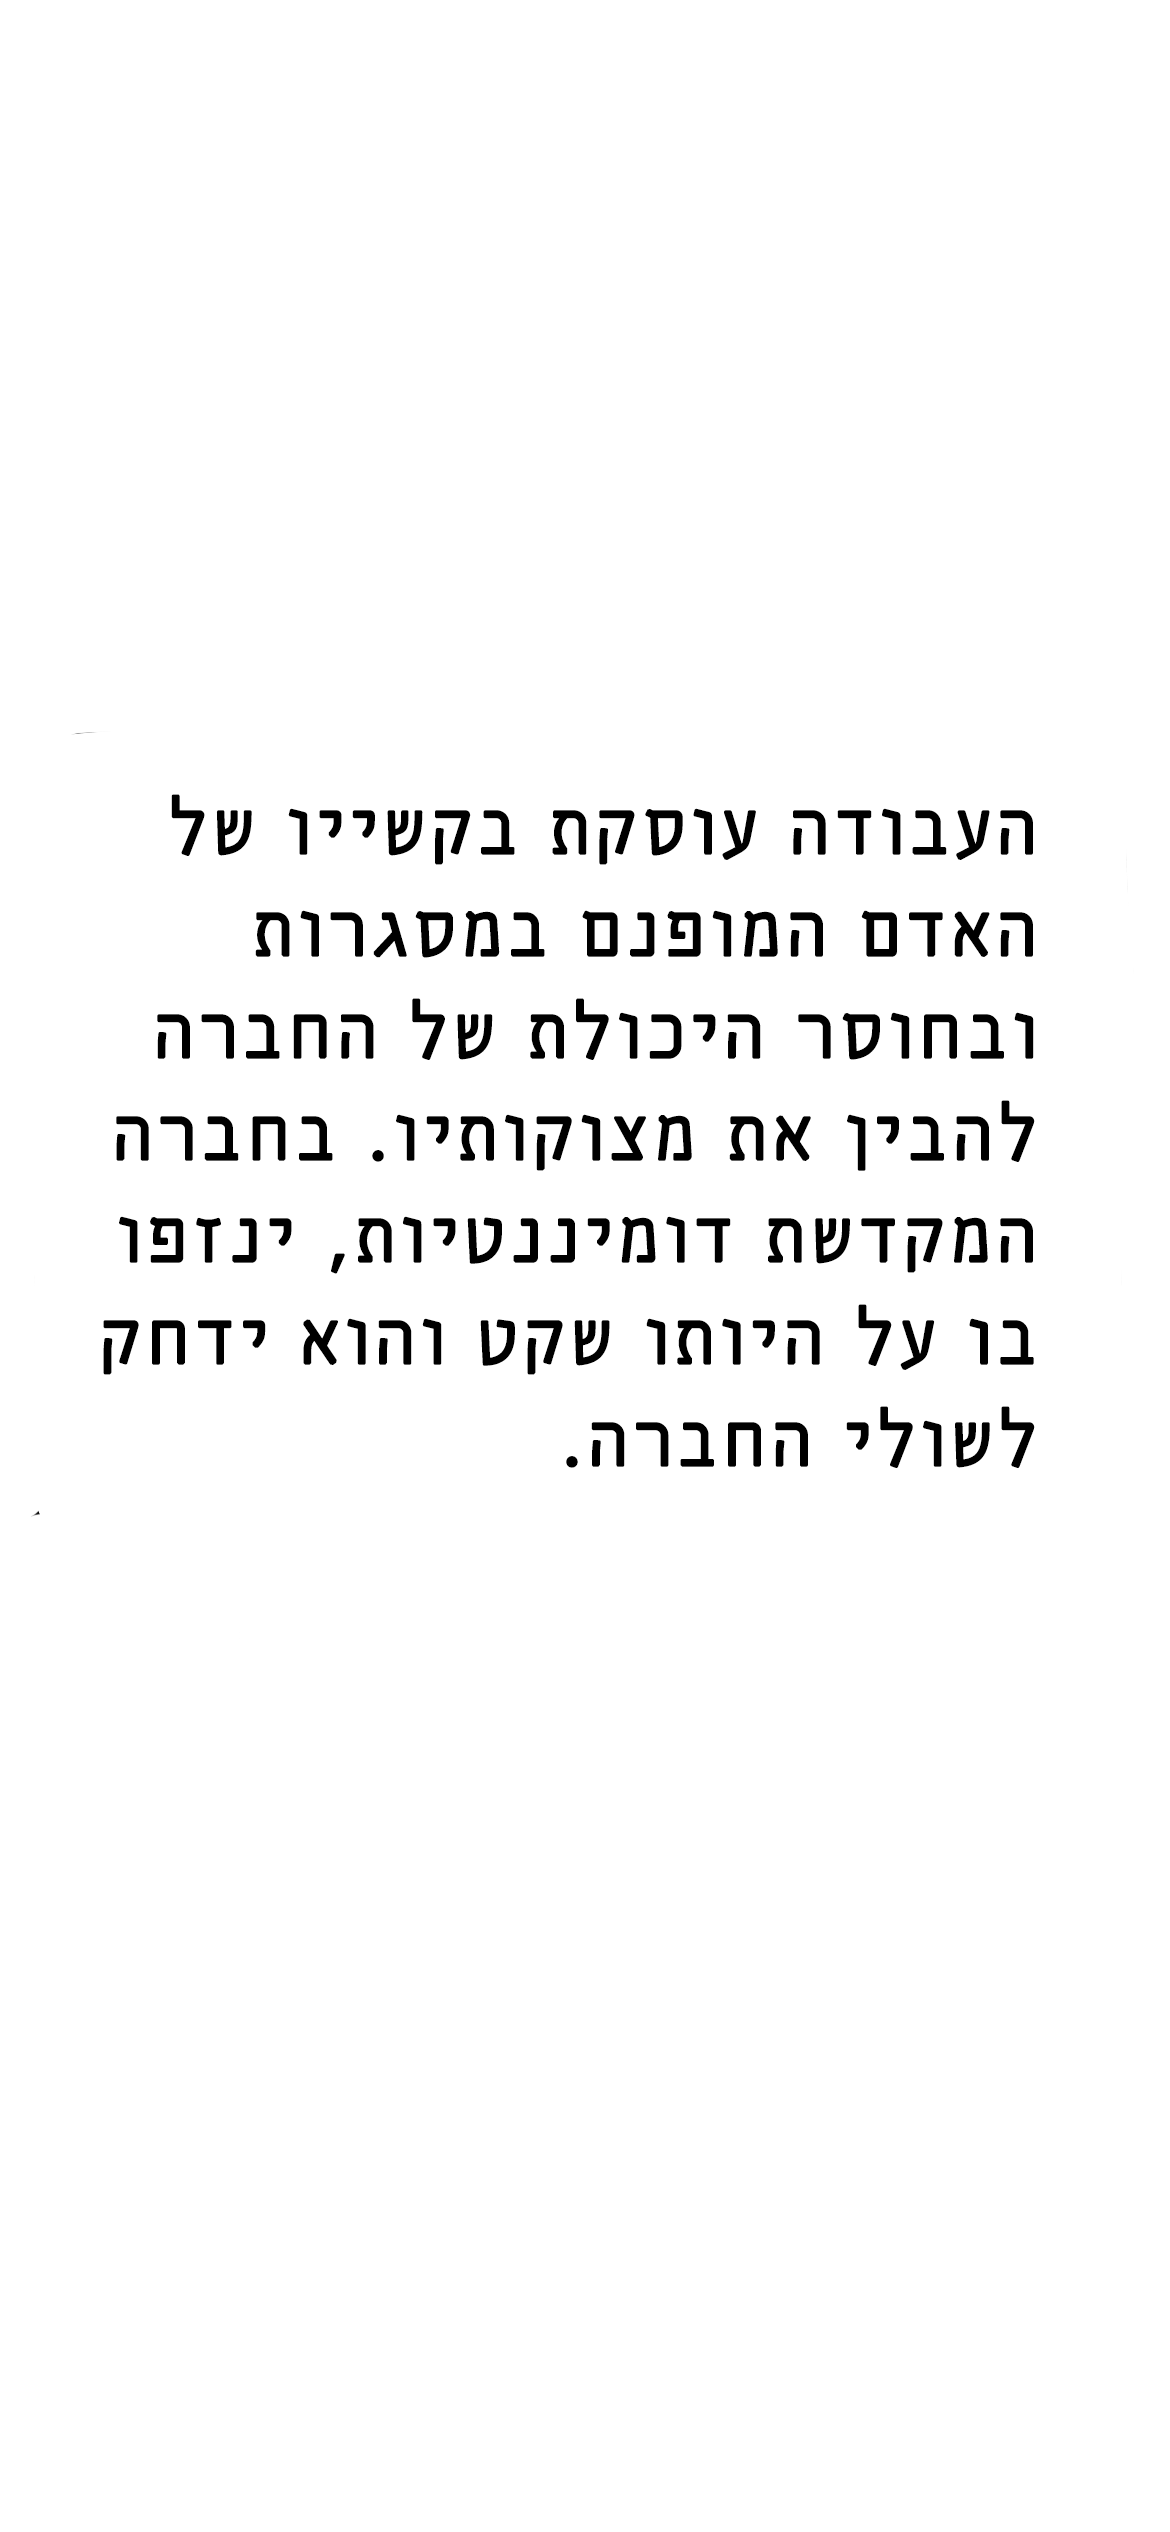 העבודה עוסקת בקשייו של
האדם המופנם במסגרות
ובחוסר היכולת של החברה
להבין את מצוקותיו. בחברה
המקדשת דומיננטיות, ינזפו
בו על היותו שקט והוא ידחק
לשולי החברה.